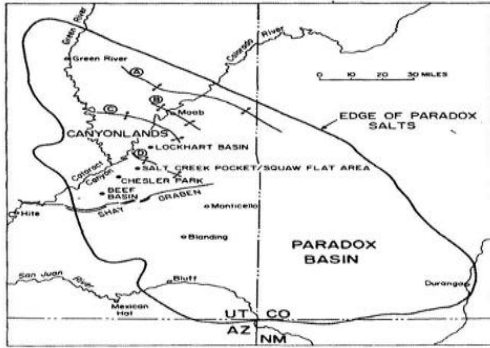 Green River
Green River
Colorado River
A
B
0 10 20 30 MILES
C
Moab
EDGE OF PARADOX
SALTS
CANYONLANDS
LOCKHART BASIN
D
SALT CREEK POCKET/SQUAW FLAT AREA
Cataract
Canyon
CHESLER PARK
BEEF
BASIN
Hite
SHAY GRABEN
Monticello
Blanding
PARADOX
BASIN
San Juan
River
Bluff
Durango
Mexican
Hat
UT CO
AZ NM